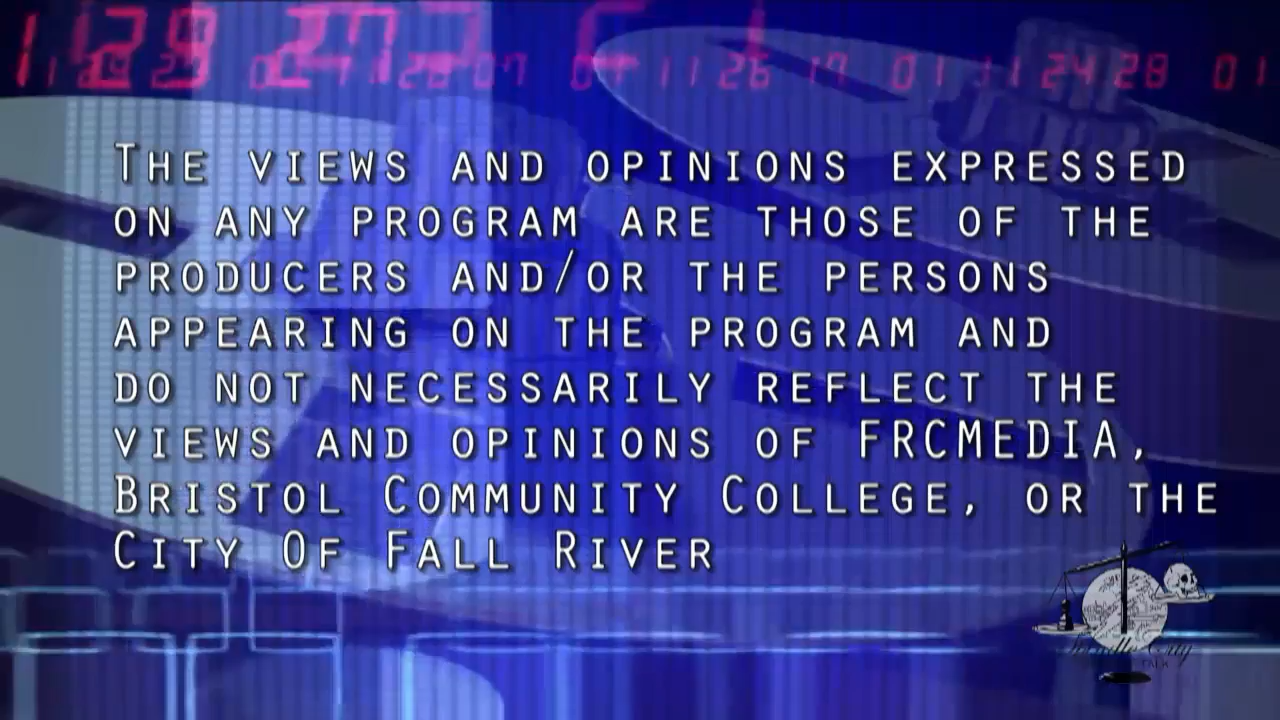 The views and opinions expressed
on any program are those of the
producers and/or the persons
appearing on the program and
do not necessarily reflect the
views and opinions of FRCMEDIA,
Bristol Community College, or the
City Of Fall River
City
TALK